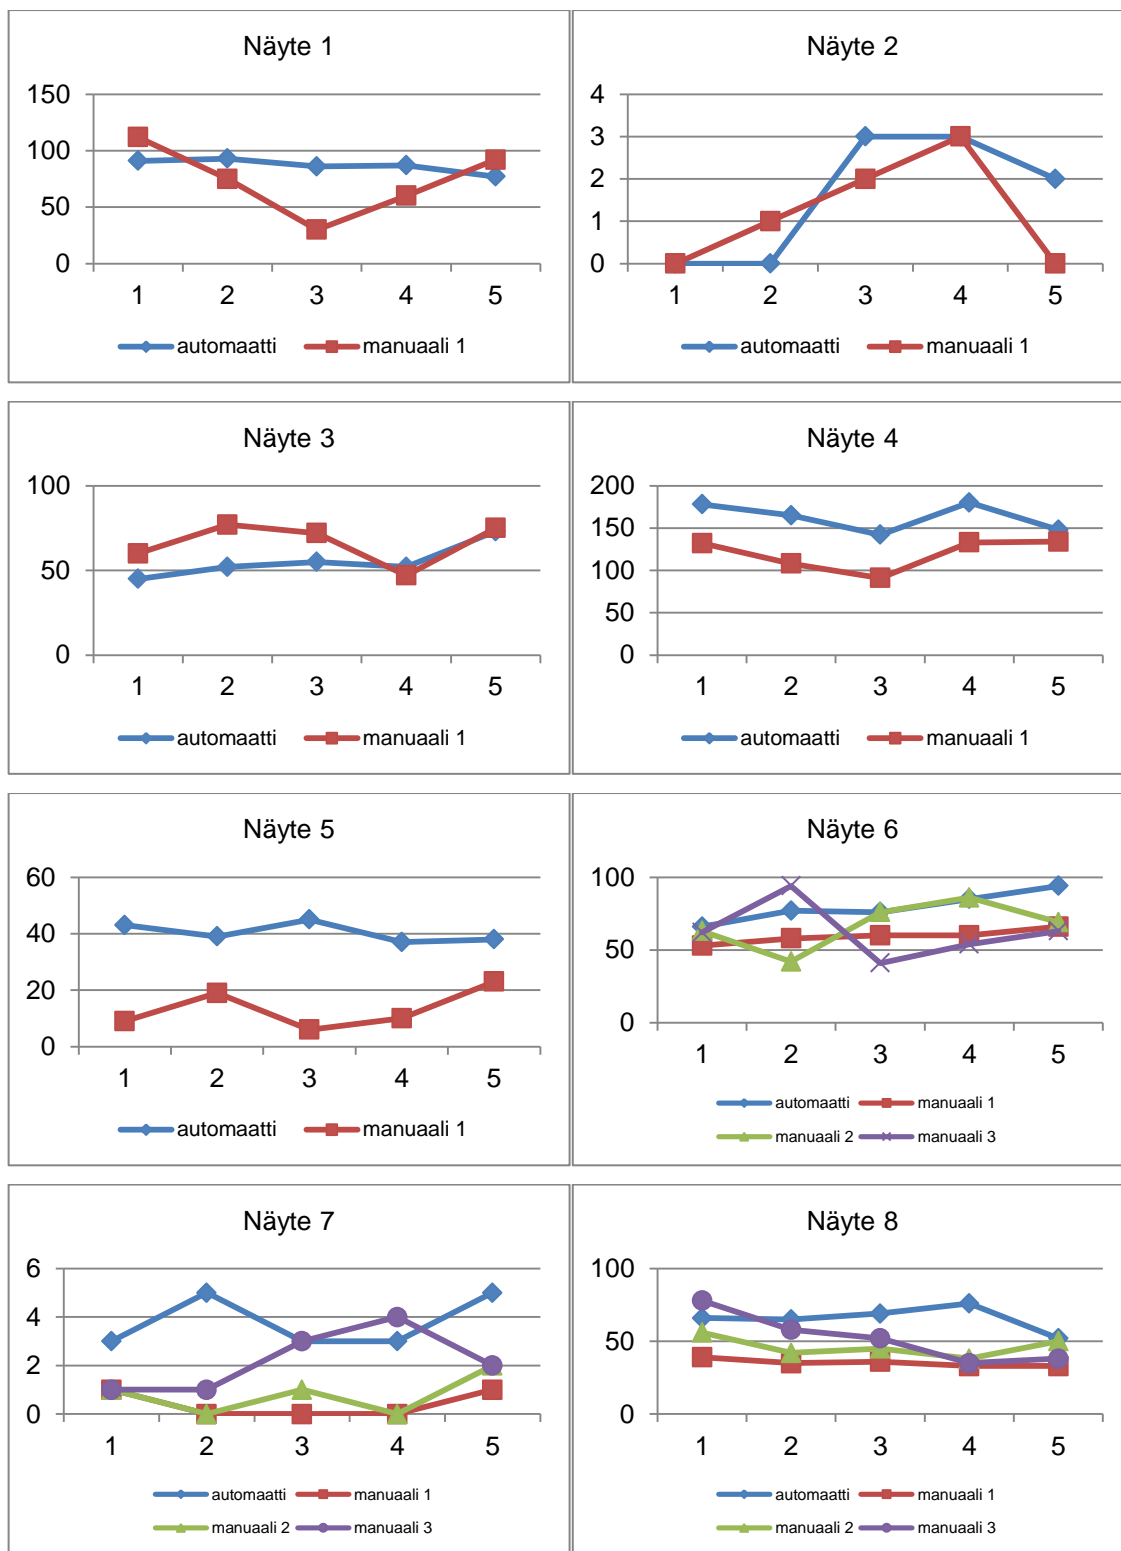 Näyte 1
150
100
50
0
1 2 3 4 5
automaatti manuaali 1
Näyte 2
4
3
2
1
0
1 2 3 4 5
automaatti manuaali 1
Näyte 3
100
50
0
1 2 3 4 5
automaatti manuaali 1
Näyte 4
200
150
100
50
0
1 2 3 4 5
automaatti manuaali 1
Näyte 5
60
40
20
0
1 2 3 4 5
automaatti manuaali 1
Näyte 6
100
50
0
1 2 3 4 5
automaatti manuaali 1
manuaali 2 manuaali 3
Näyte 7
6
4
2
0
1 2 3 4 5
automaatti manuaali 1
manuaali 2 manuaali 3
Näyte 8
100
50
0
1 2 3 4 5
automaatti manuaali 1
manuaali 2 manuaali 3